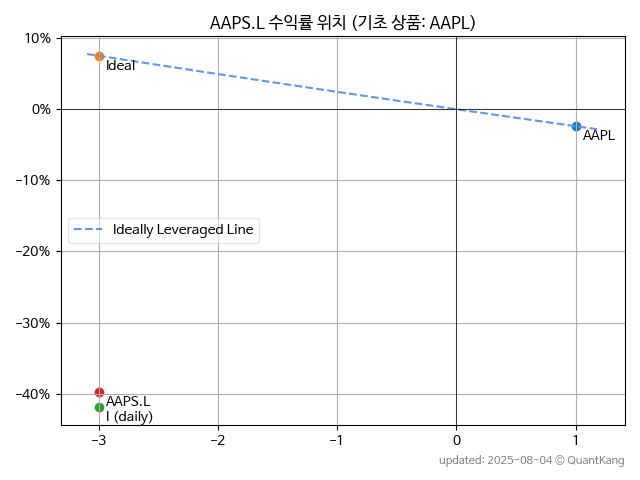 AAPS.L 수익률 위치 (기초 상품: AAPL)
10%
Ideal
0%
AAPL
−10%
Ideally Leveraged Line
−20%
−30%
−40%
AAPS.L
I (daily)
−3
−2
−1
0
1
updated: 2025-08-04 © QuantKang